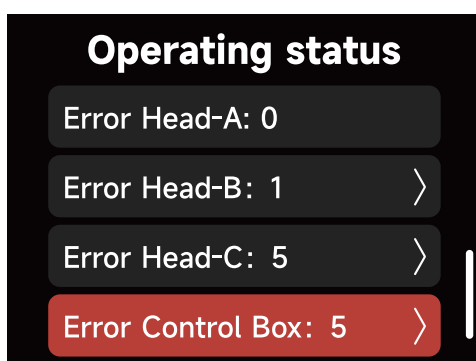 Operating status
Error Head-A: 0
Error Head-B: 1
Error Head-C: 5
Error Control Box: 5